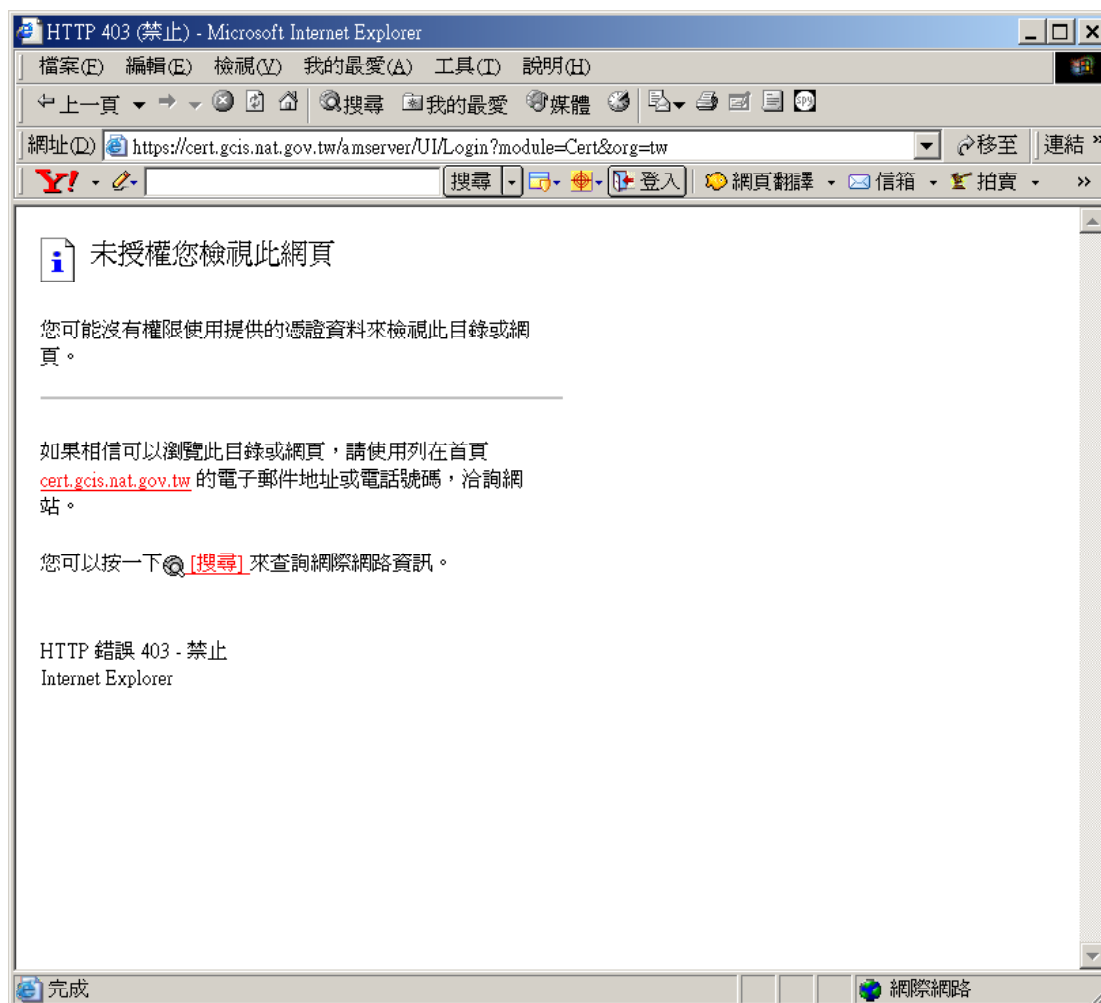 HTTP 403 (禁止) - Microsoft Internet Explorer
檔案(F) 編輯(E) 檢視(V) 我的最愛(A) 工具(T) 說明(H)
上一頁 搜尋 我的最愛 媒體 SPY
網址(D) https://cert.gcis.nat.gov.tw/amserver/UI/Login?module=Cert&org=tw 移至 連結 »
Y! 搜尋 登入 網頁翻譯 信箱 拍賣 »
未授權您檢視此網頁
您可能沒有權限使用提供的憑證資料來檢視此目錄或網
頁。
如果相信可以瀏覽此目錄或網頁，請使用列在首頁
cert.gcis.nat.gov.tw 的電子郵件地址或電話號碼，洽詢網
站。
您可以按一下 [搜尋] 來查詢網際網路資訊。
HTTP 錯誤 403 - 禁止
Internet Explorer
完成 網際網路